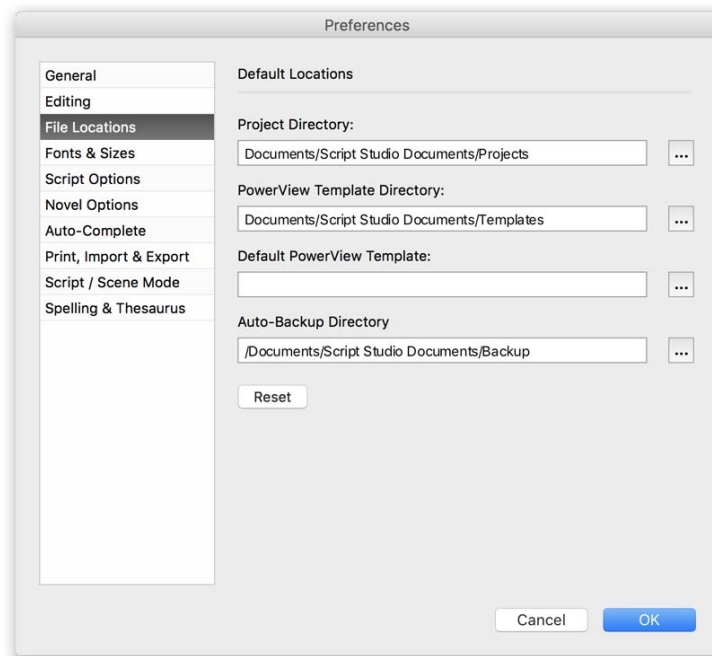 Preferences
General
Editing
File Locations
Fonts & Sizes
Script Options
Novel Options
Auto-Complete
Print, Import & Export
Script / Scene Mode
Spelling & Thesaurus
Default Locations
Project Directory:
Documents/Script Studio Documents/Projects
...
PowerView Template Directory:
Documents/Script Studio Documents/Templates
...
Default PowerView Template:
...
Auto-Backup Directory
/Documents/Script Studio Documents/Backup
...
Reset
Cancel
OK